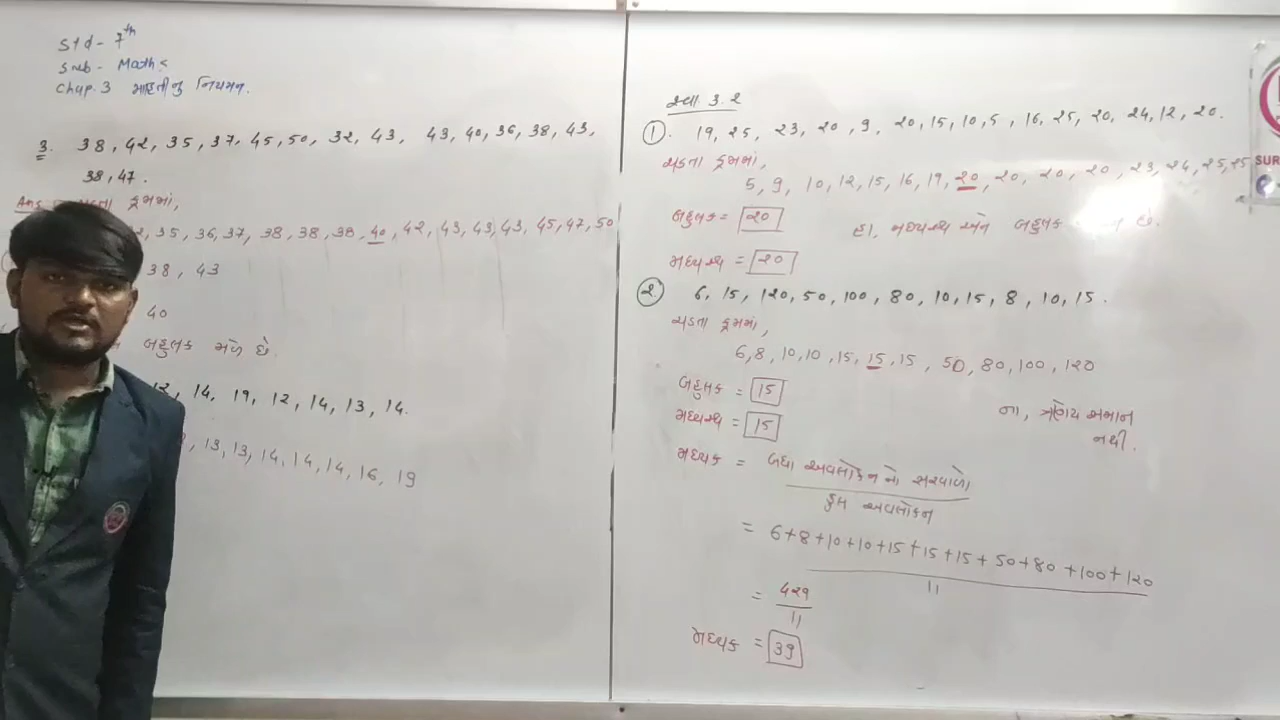 Std - 7th
Sub - Maths
Chap. 3 માહિતીનું નિયમન.
3. 38, 42, 35, 37, 45, 50, 32, 43, 43, 40, 36, 38, 43,
38, 47.
Ans ક્રમમાં,
35, 36, 37, 38, 38, 38, 40, 42, 43, 43, 43, 45, 47, 50
38, 43
40
બહુલક મળે છે.
12, 14, 19, 12, 14, 13, 14.
, 13, 13, 14, 14, 14, 16, 19
સ્વા. 3.2
1. 19, 25, 23, 20, 9, 20, 15, 10, 5, 16, 25, 20, 24, 12, 20.
ચડતા ક્રમમાં,
5, 9, 10, 12, 15, 16, 19, 20, 20, 20, 20, 23, 24, 25, 25
બહુલક = 20
હા, મધ્યસ્થ અને બહુલક છે.
મધ્યસ્થ = 20
૨ 6, 15, 120, 50, 100, 80, 10, 15, 8, 10, 15.
ચડતા ક્રમમાં,
6, 8, 10, 10, 15, 15, 15, 50, 80, 100, 120
બહુલક = 15
મધ્યસ્થ = 15
ના, ત્રણેય સમાન
નથી.
મધ્યક = બધા અવલોકનનો સરવાળો
કુલ અવલોકન
= 6+8+10+10+15+15+15+50+80+100+120
11
= 429
11
મધ્યક = 39
SUR